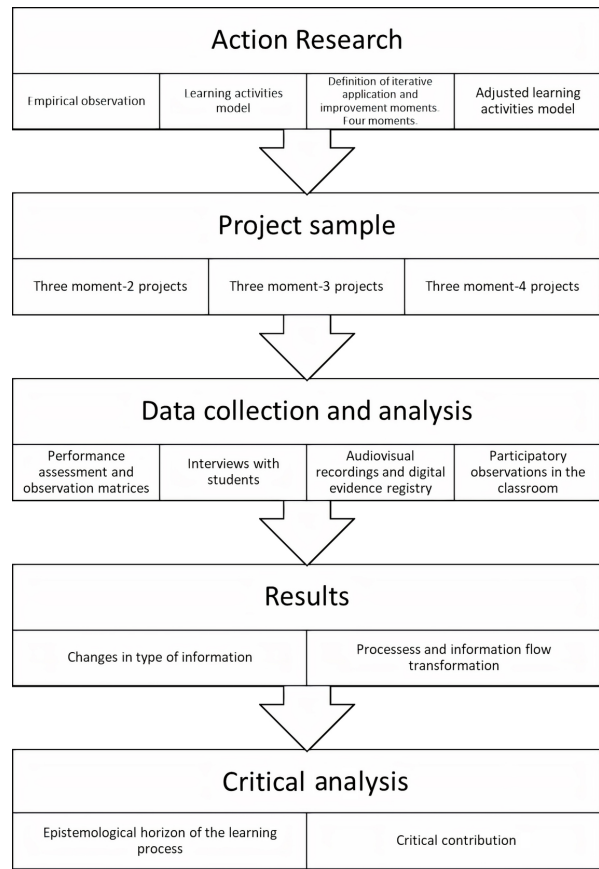 Action Research
Empirical observation
Learning activities
model
Definition of iterative
application and
improvement moments.
Four moments.
Adjusted learning
activities model
Project sample
Three moment-2 projects
Three moment-3 projects
Three moment-4 projects
Data collection and analysis
Performance
assessment and
observation matrices
Interviews with
students
Audiovisual
recordings and digital
evidence registry
Participatory
observations in the
classroom
Results
Changes in type of information
Processess and information flow
transformation
Critical analysis
Epistemological horizon of the learning
process
Critical contribution